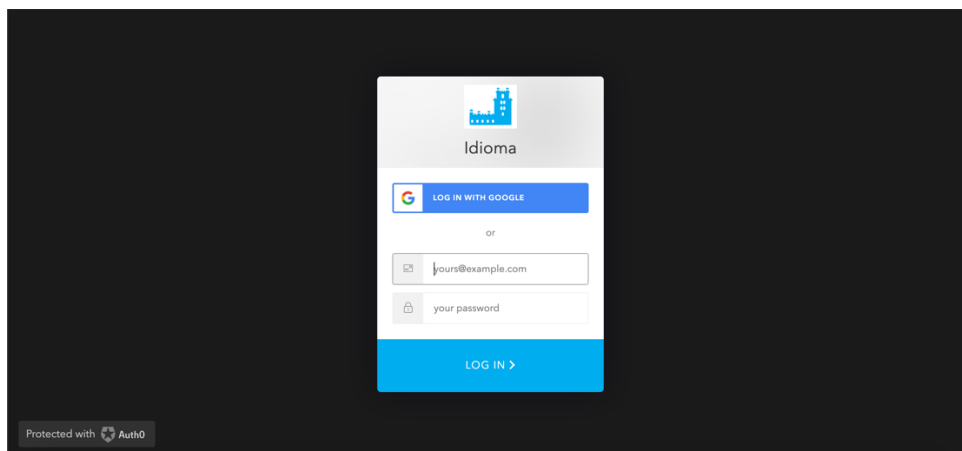 Idioma
LOG IN WITH GOOGLE
or
yours@example.com
your password
LOG IN
Protected with Auth0